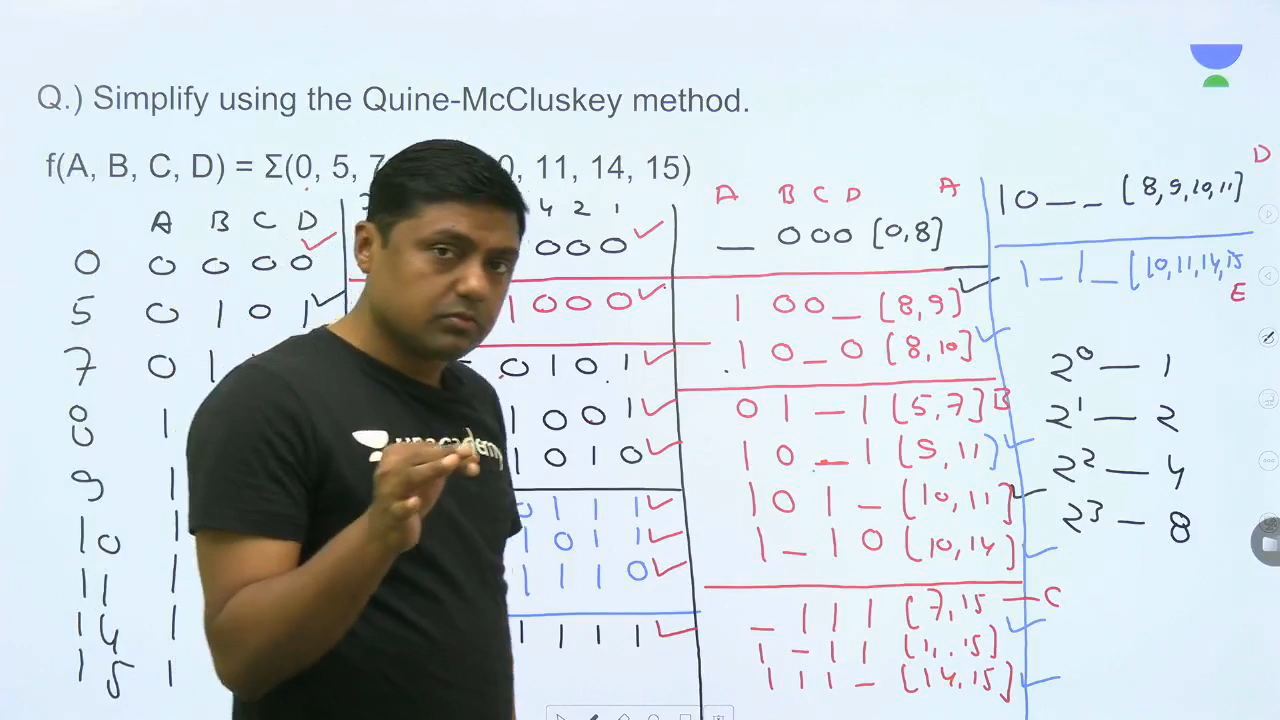 Q.) Simplify using the Quine-McCluskey method.
f(A, B, C, D) = Σ(0, 5, 7 0, 11, 14, 15)
A B C D
0 0 0 0 0
5 0 1 0 1
7 0 1
8 1
9 1
10 1
11 1
14 1
15 1
4 2 1
0 0 0
1 0 0 0
0 1 0 1
1 0 0 1
1 0 1 0
0 1 1 1
1 0 1 1
1 1 1 0
1 1 1 1
unacademy
A B C D A
_ 0 0 0 [0,8]
1 0 0 _ [8,9]
1 0 _ 0 [8,10]
0 1 _ 1 [5,7] B
1 0 _ 1 [9,11]
1 0 1 _ [10,11]
1 _ 1 0 [10,14]
_ 1 1 1 [7,15 — C
1 _ 1 1 [1, 15]
1 1 1 _ [14,15]
D
1 0 _ _ [8,9,10,11]
1 _ 1 _ [10,11,14,15
E
2⁰ — 1
2¹ — 2
2² — 4
2³ — 8